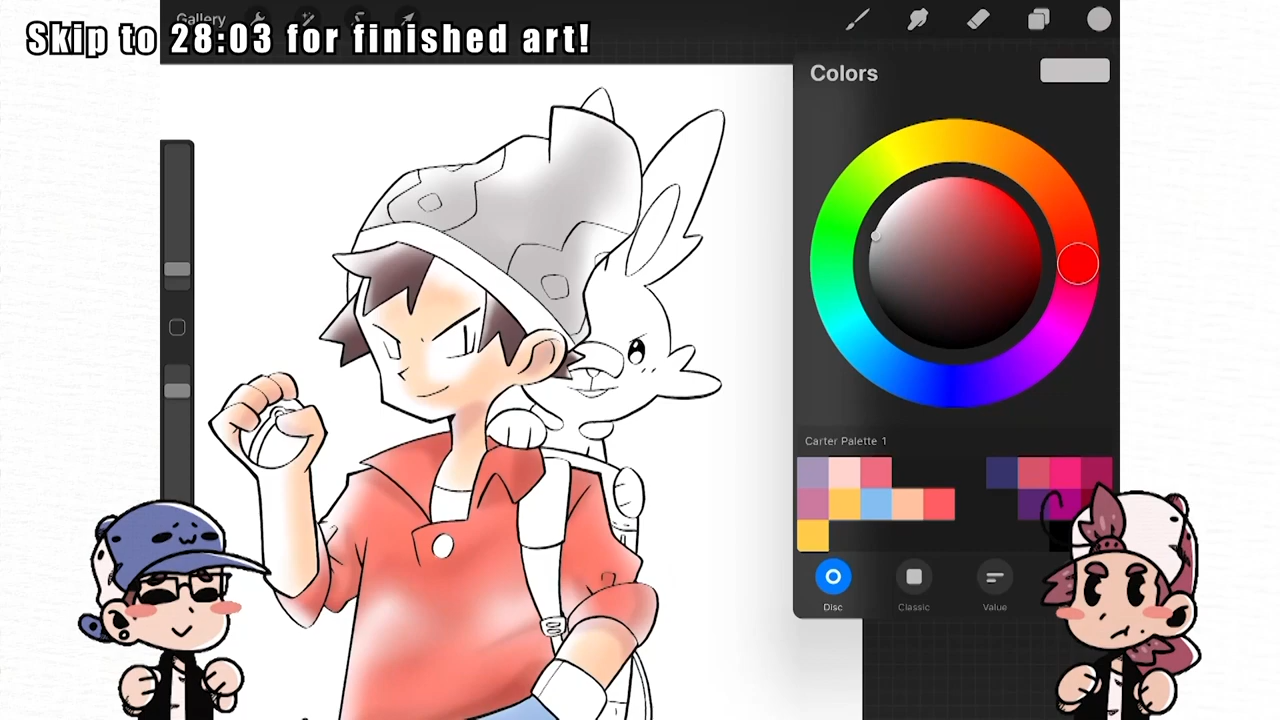 Gallery
Skip to 28:03 for finished art!
Colors
Carter Palette 1
Disc
Classic
Value